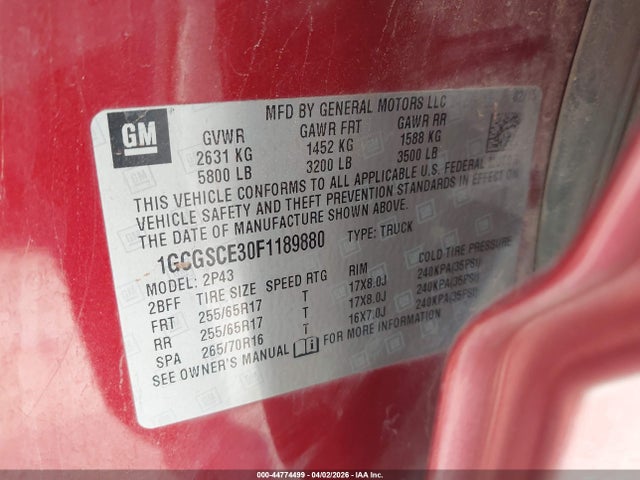 GM
MFD BY GENERAL MOTORS LLC
GVWR GAWR FRT GAWR RR
2631 KG 1452 KG 1588 KG
5800 LB 3200 LB 3500 LB
THIS VEHICLE CONFORMS TO ALL APPLICABLE U.S. FEDERAL
VEHICLE SAFETY AND THEFT PREVENTION STANDARDS IN EFFECT ON
THE DATE OF MANUFACTURE SHOWN ABOVE.
1GCGSCE30F1189880 TYPE: TRUCK
MODEL: 2P43
2BFF TIRE SIZE SPEED RTG RIM COLD TIRE PRESSURE
FRT 255/65R17 T 17X8.0J 240KPA(35PSI)
RR 255/65R17 T 17X8.0J 240KPA(35PSI)
SPA 265/70R16 T 16X7.0J 240KPA(35PSI)
SEE OWNER'S MANUAL FOR MORE INFORMATION
000-44774499 - 04/02/2026 - IAA Inc.